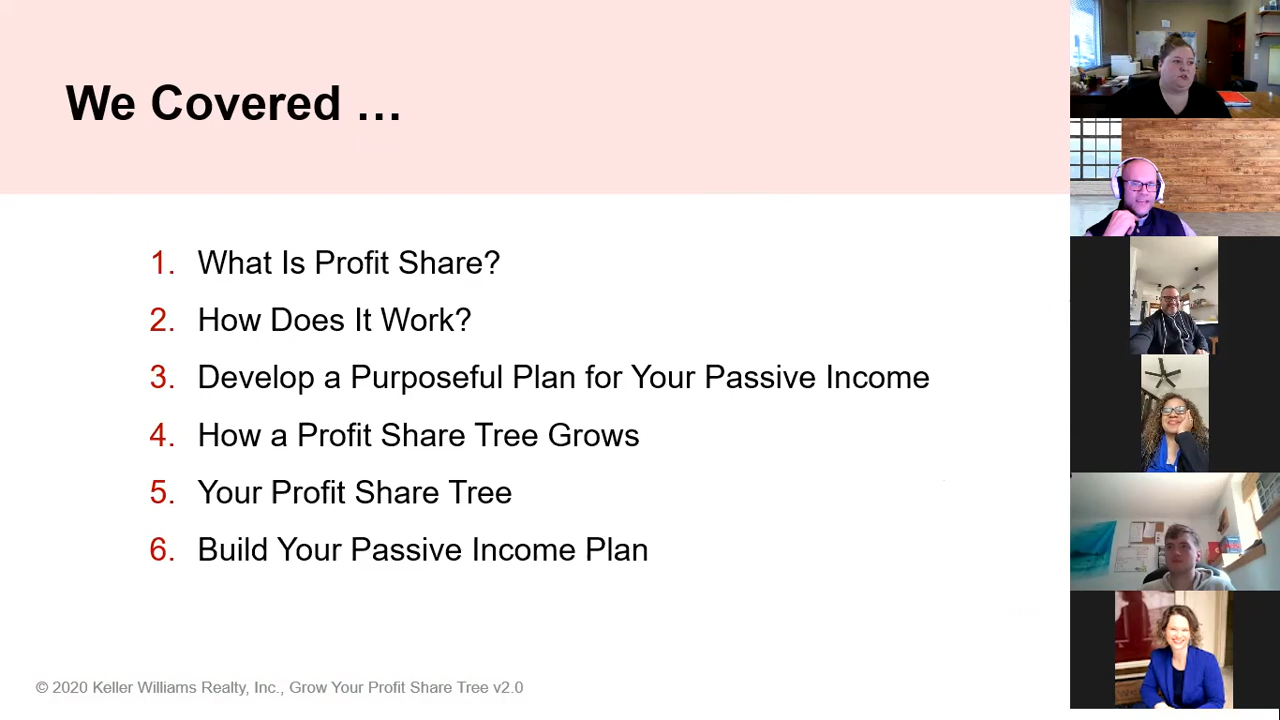 We Covered …
1. What Is Profit Share?
2. How Does It Work?
3. Develop a Purposeful Plan for Your Passive Income
4. How a Profit Share Tree Grows
5. Your Profit Share Tree
6. Build Your Passive Income Plan
© 2020 Keller Williams Realty, Inc., Grow Your Profit Share Tree v2.0